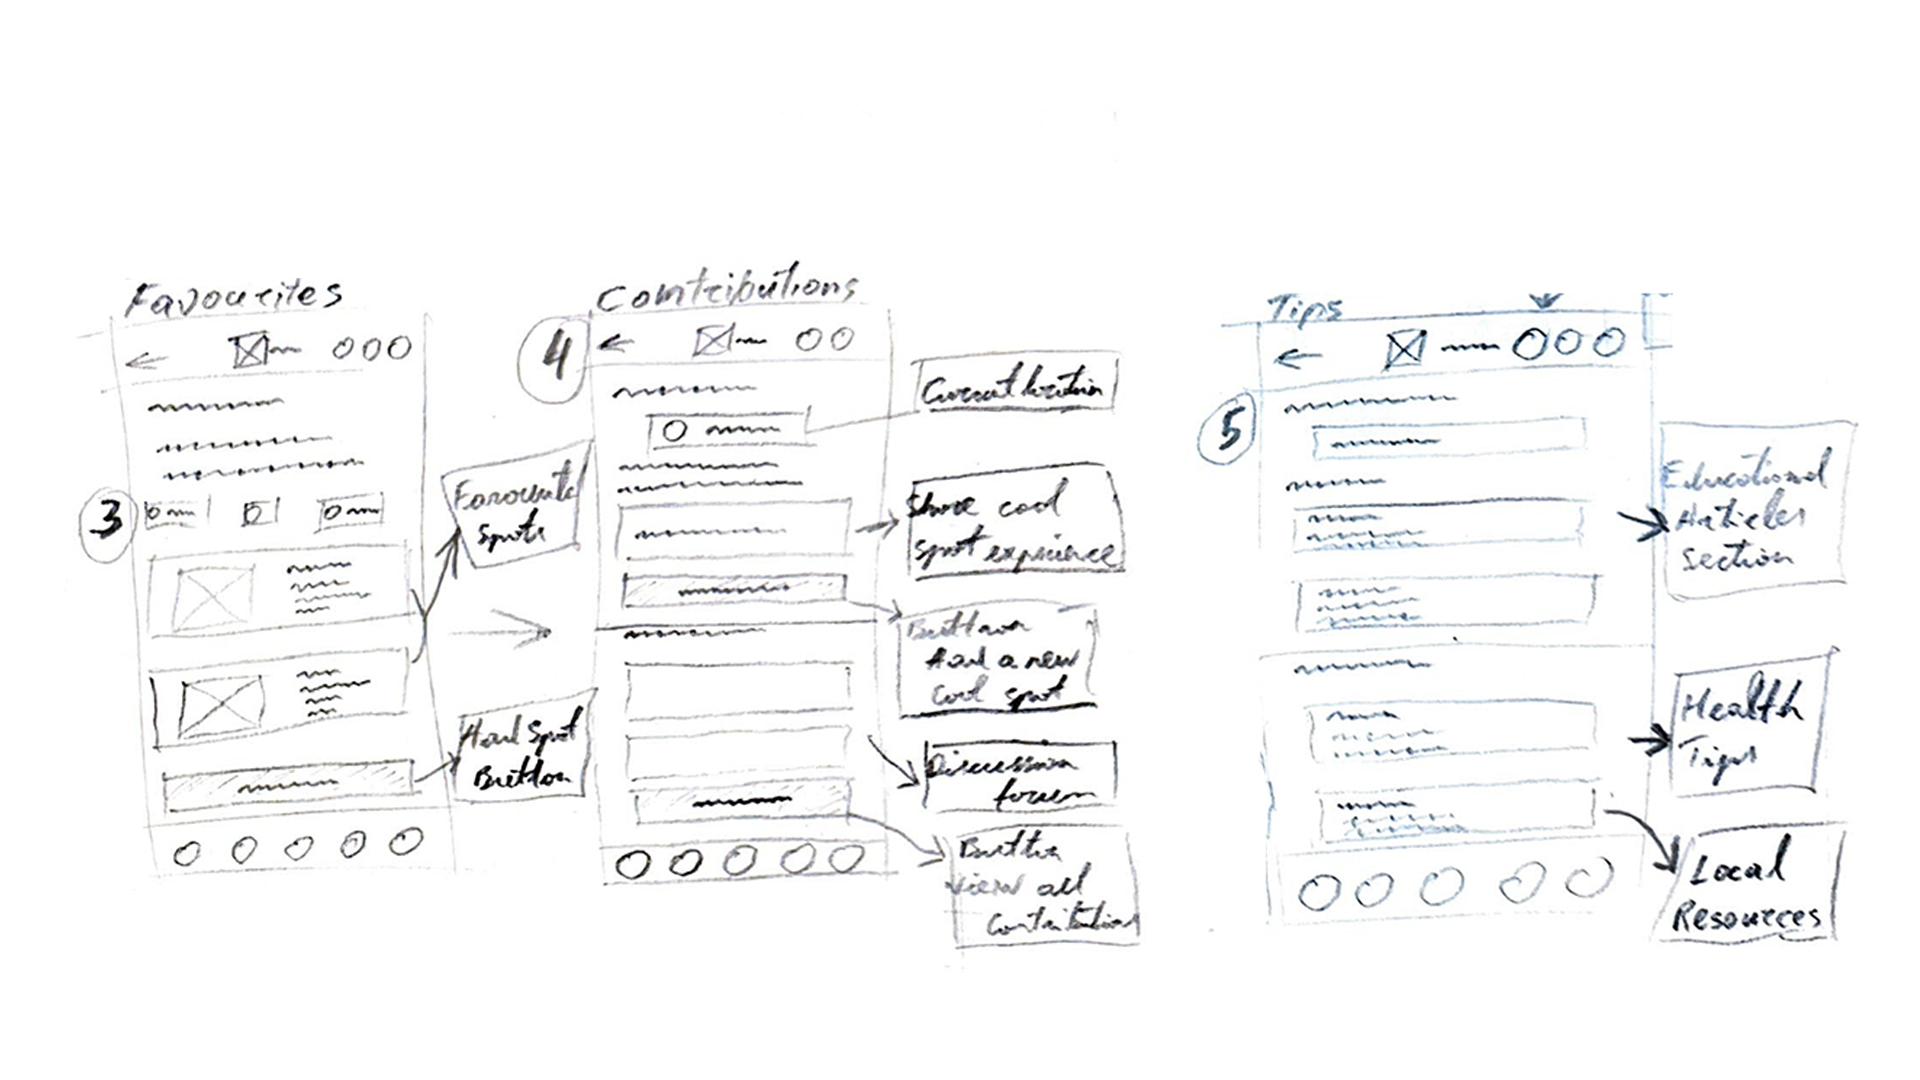 Favourites
3
Favourite
Spots
Spot
Button
Contributions
4
Current location
Share cool
spot experience
Button
Add a new
cool spot
Discussion
forum
Button
view all
Contributions
Tips
5
Educational
Articles
section
Health
Tips
Local
Resources